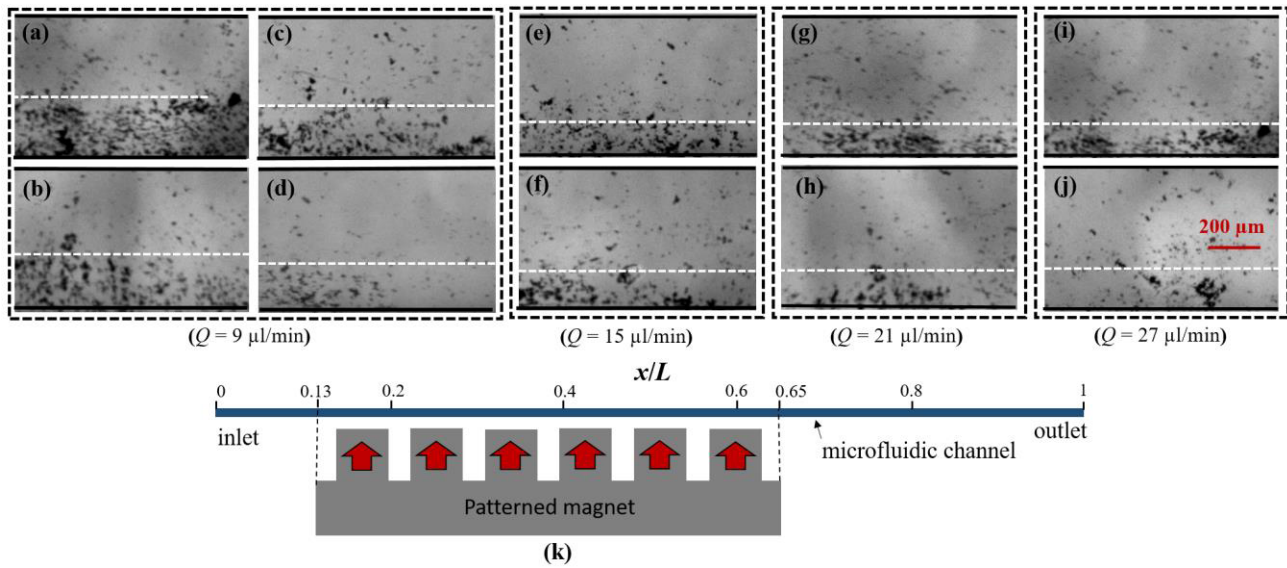 (a) (c) (e) (g) (i)
(b) (d) (f) (h) (j)
200 µm
(Q = 9 µl/min) (Q = 15 µl/min) (Q = 21 µl/min) (Q = 27 µl/min)
x/L
0 0.13 0.2 0.4 0.6 0.65 0.8 1
inlet outlet
microfluidic channel
Patterned magnet
(k)